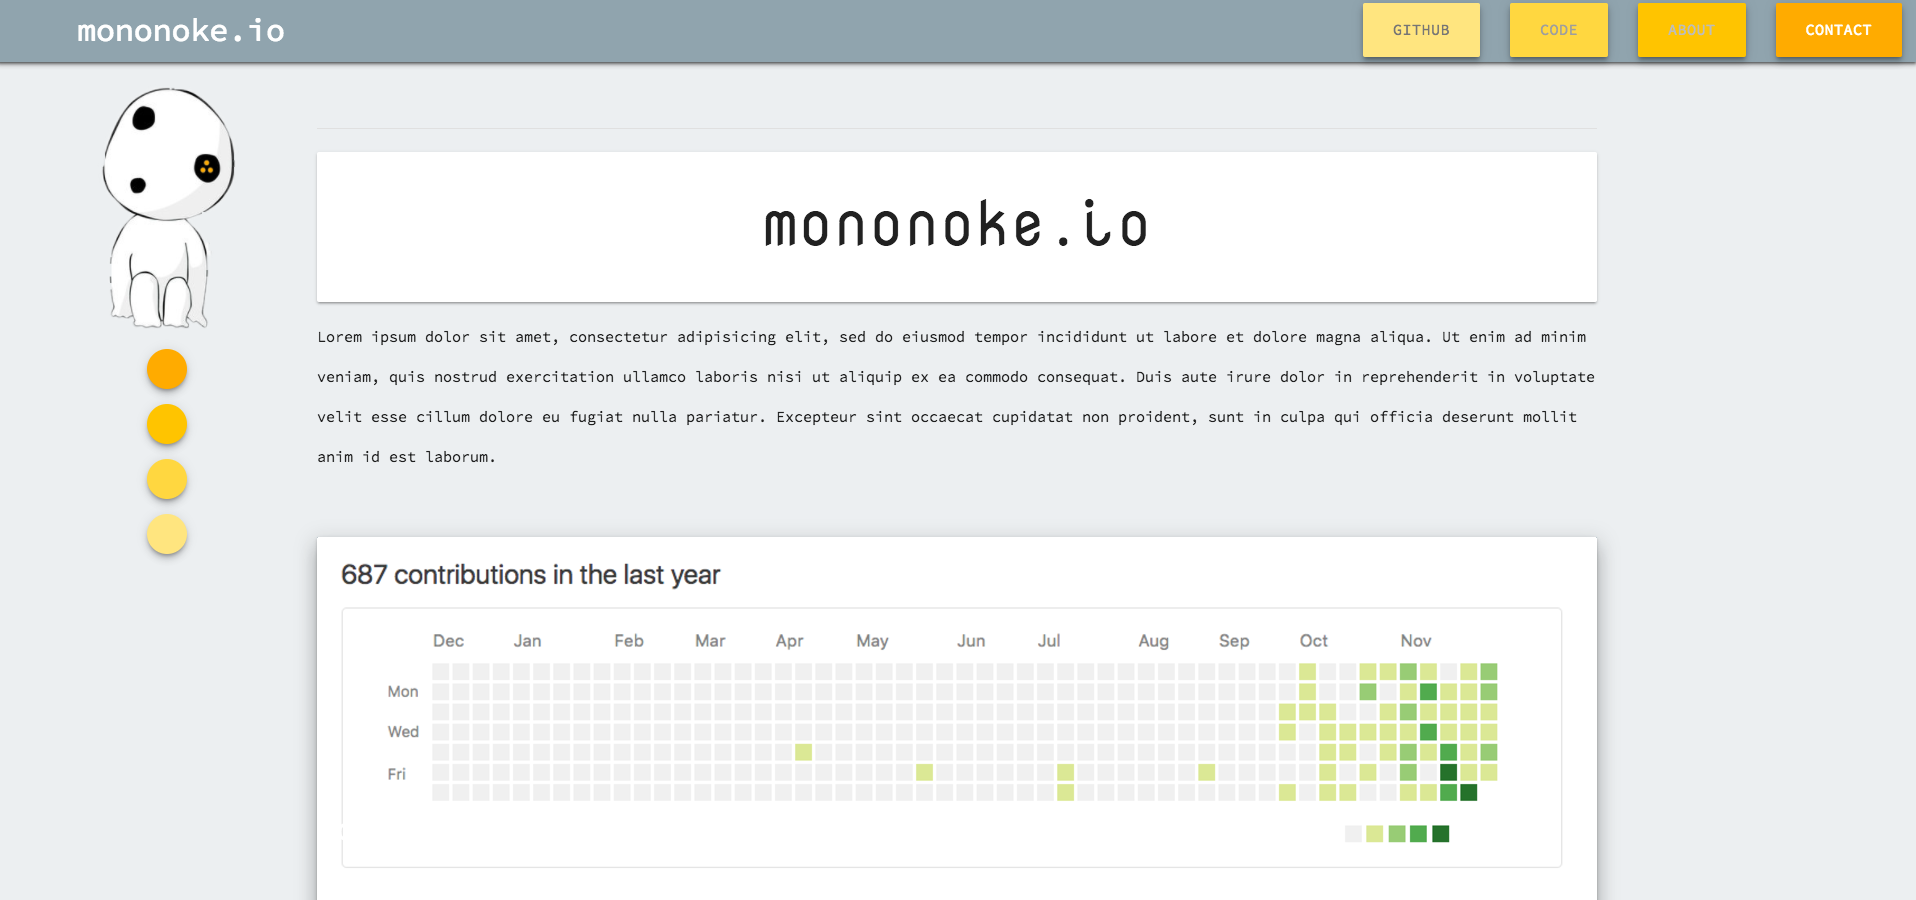 mononoke.io
GITHUB
CODE
ABOUT
CONTACT
mononoke.io
Lorem ipsum dolor sit amet, consectetur adipisicing elit, sed do eiusmod tempor incididunt ut labore et dolore magna aliqua. Ut enim ad minim
veniam, quis nostrud exercitation ullamco laboris nisi ut aliquip ex ea commodo consequat. Duis aute irure dolor in reprehenderit in voluptate
velit esse cillum dolore eu fugiat nulla pariatur. Excepteur sint occaecat cupidatat non proident, sunt in culpa qui officia deserunt mollit
anim id est laborum.
687 contributions in the last year
Dec Jan Feb Mar Apr May Jun Jul Aug Sep Oct Nov
Mon
Wed
Fri